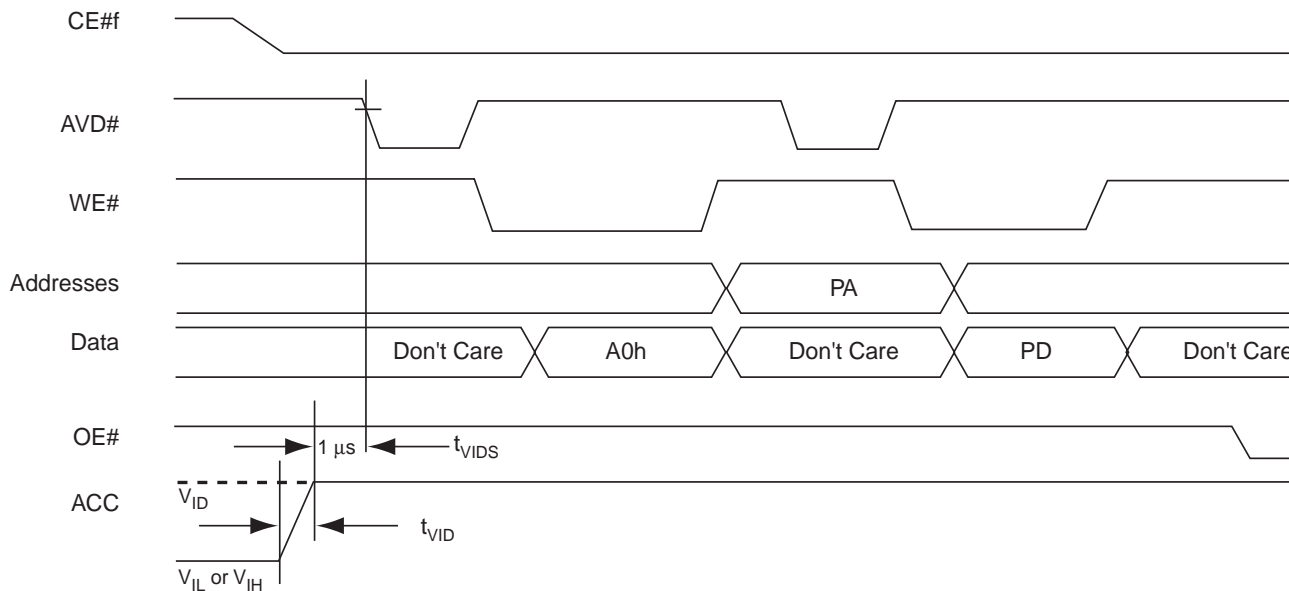 CE#f
AVD#
WE#
Addresses
PA
Data
Don't Care
A0h
Don't Care
PD
Don't Care
OE#
1 μs
tVIDS
ACC
VID
tVID
VIL or VIH